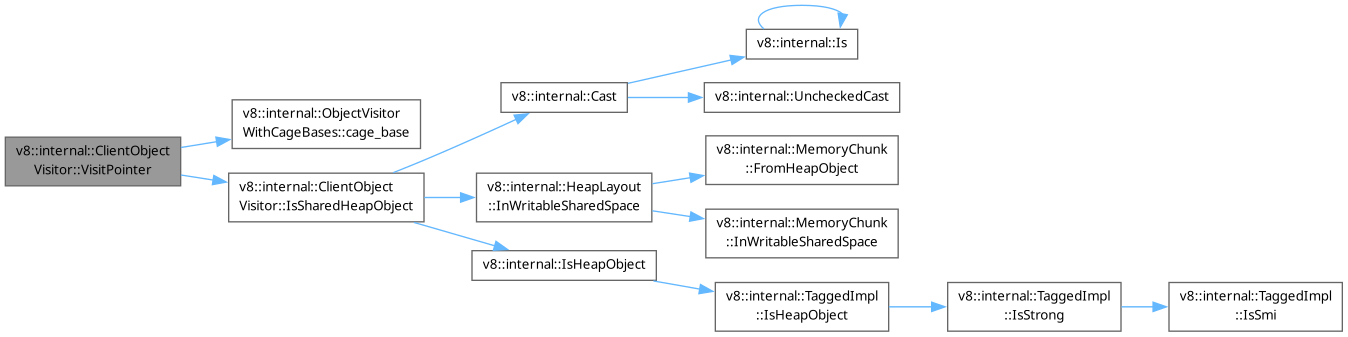 v8::internal::ClientObject
Visitor::VisitPointer
v8::internal::ObjectVisitor
WithCageBases::cage_base
v8::internal::ClientObject
Visitor::IsSharedHeapObject
v8::internal::Cast
v8::internal::Is
v8::internal::UncheckedCast
v8::internal::HeapLayout
::InWritableSharedSpace
v8::internal::MemoryChunk
::FromHeapObject
v8::internal::MemoryChunk
::InWritableSharedSpace
v8::internal::IsHeapObject
v8::internal::TaggedImpl
::IsHeapObject
v8::internal::TaggedImpl
::IsStrong
v8::internal::TaggedImpl
::IsSmi